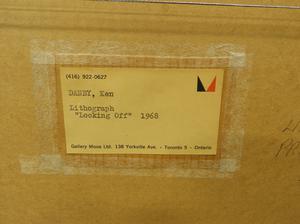 (416) 922-0627
DANBY, Ken
Lithograph
"Looking Off" 1968
Gallery Moos Ltd. 138 Yorkville Ave. - Toronto 5 - Ontario